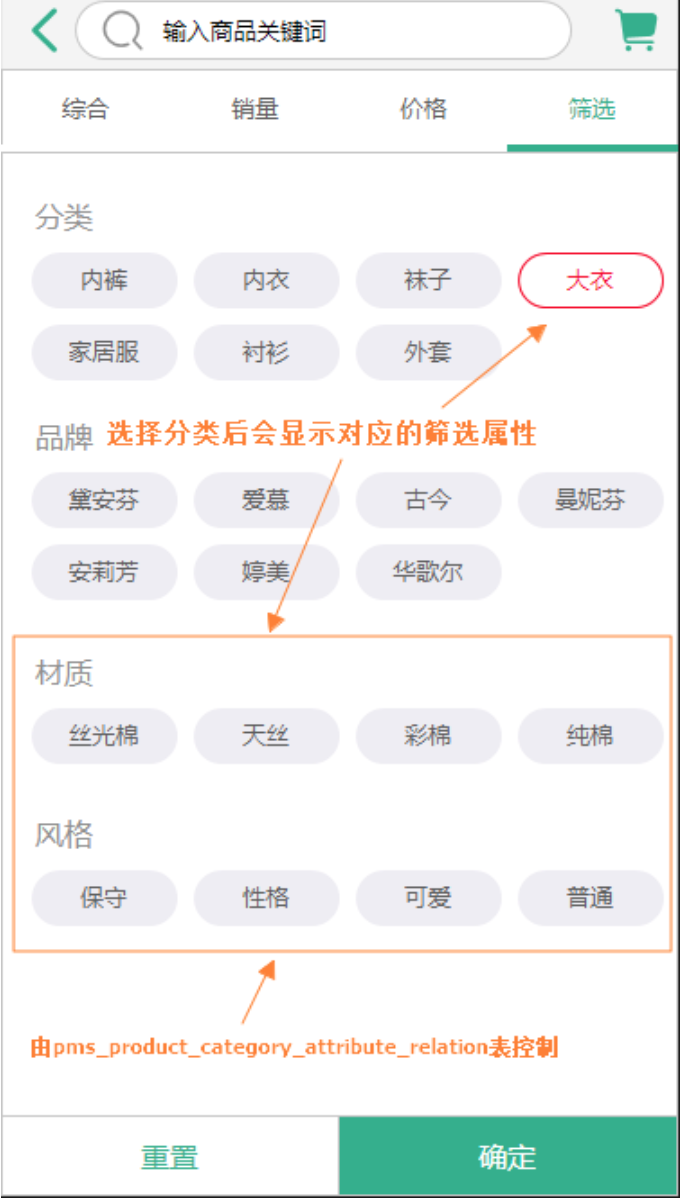 输入商品关键词
综合 销量 价格 筛选
分类
内裤 内衣 袜子 大衣
家居服 衬衫 外套
品牌 选择分类后会显示对应的筛选属性
黛安芬 爱慕 古今 曼妮芬
安莉芳 婷美 华歌尔
材质
丝光棉 天丝 彩棉 纯棉
风格
保守 性格 可爱 普通
由pms_product_category_attribute_relation表控制
重置 确定